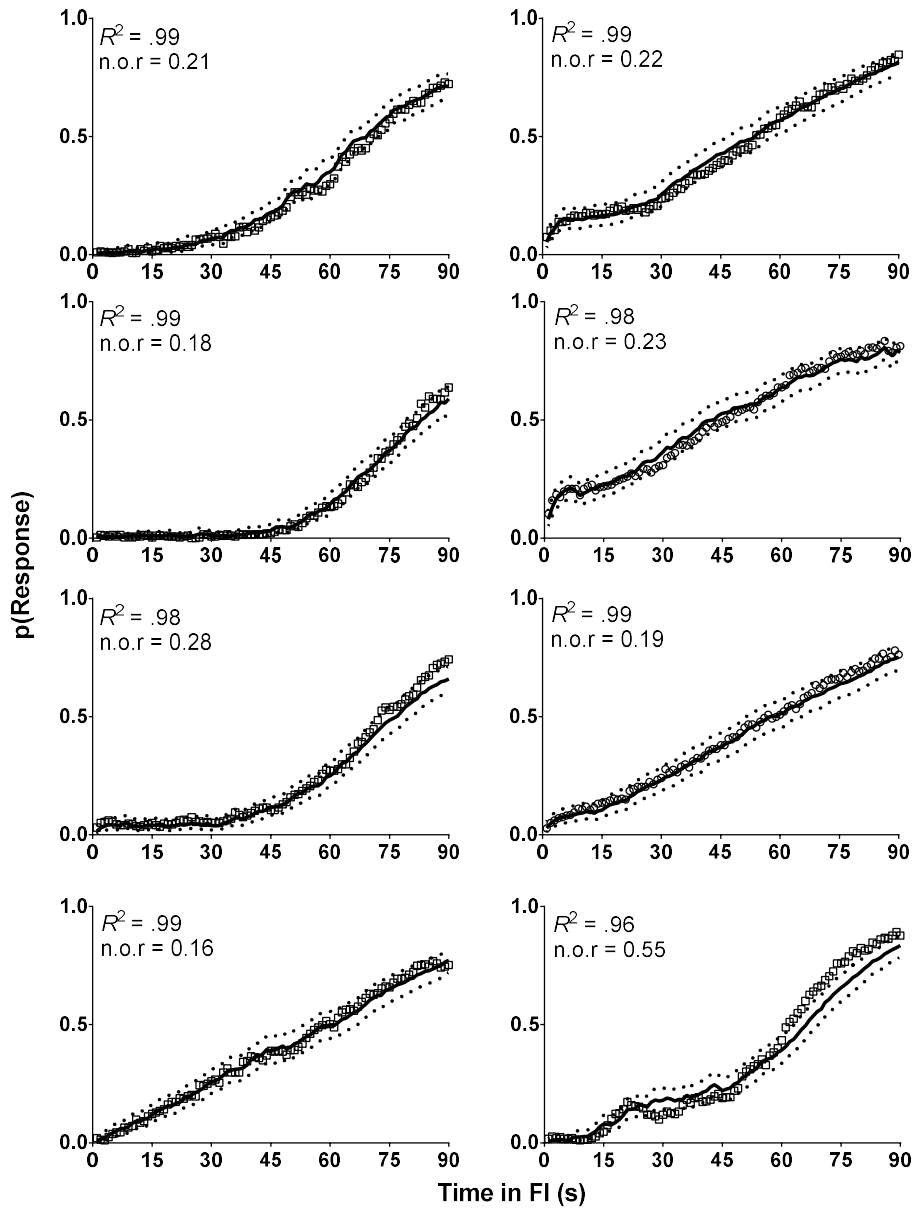 R² = .99
n.o.r = 0.21
1.0
0.5
0.0
0 15 30 45 60 75 90
R² = .99
n.o.r = 0.22
1.0
0.5
0.0
0 15 30 45 60 75 90
R² = .99
n.o.r = 0.18
1.0
0.5
0.0
0 15 30 45 60 75 90
R² = .98
n.o.r = 0.23
1.0
0.5
0.0
0 15 30 45 60 75 90
R² = .98
n.o.r = 0.28
1.0
0.5
0.0
0 15 30 45 60 75 90
R² = .99
n.o.r = 0.19
1.0
0.5
0.0
0 15 30 45 60 75 90
R² = .99
n.o.r = 0.16
1.0
0.5
0.0
0 15 30 45 60 75 90
R² = .96
n.o.r = 0.55
1.0
0.5
0.0
0 15 30 45 60 75 90
p(Response)
Time in FI (s)